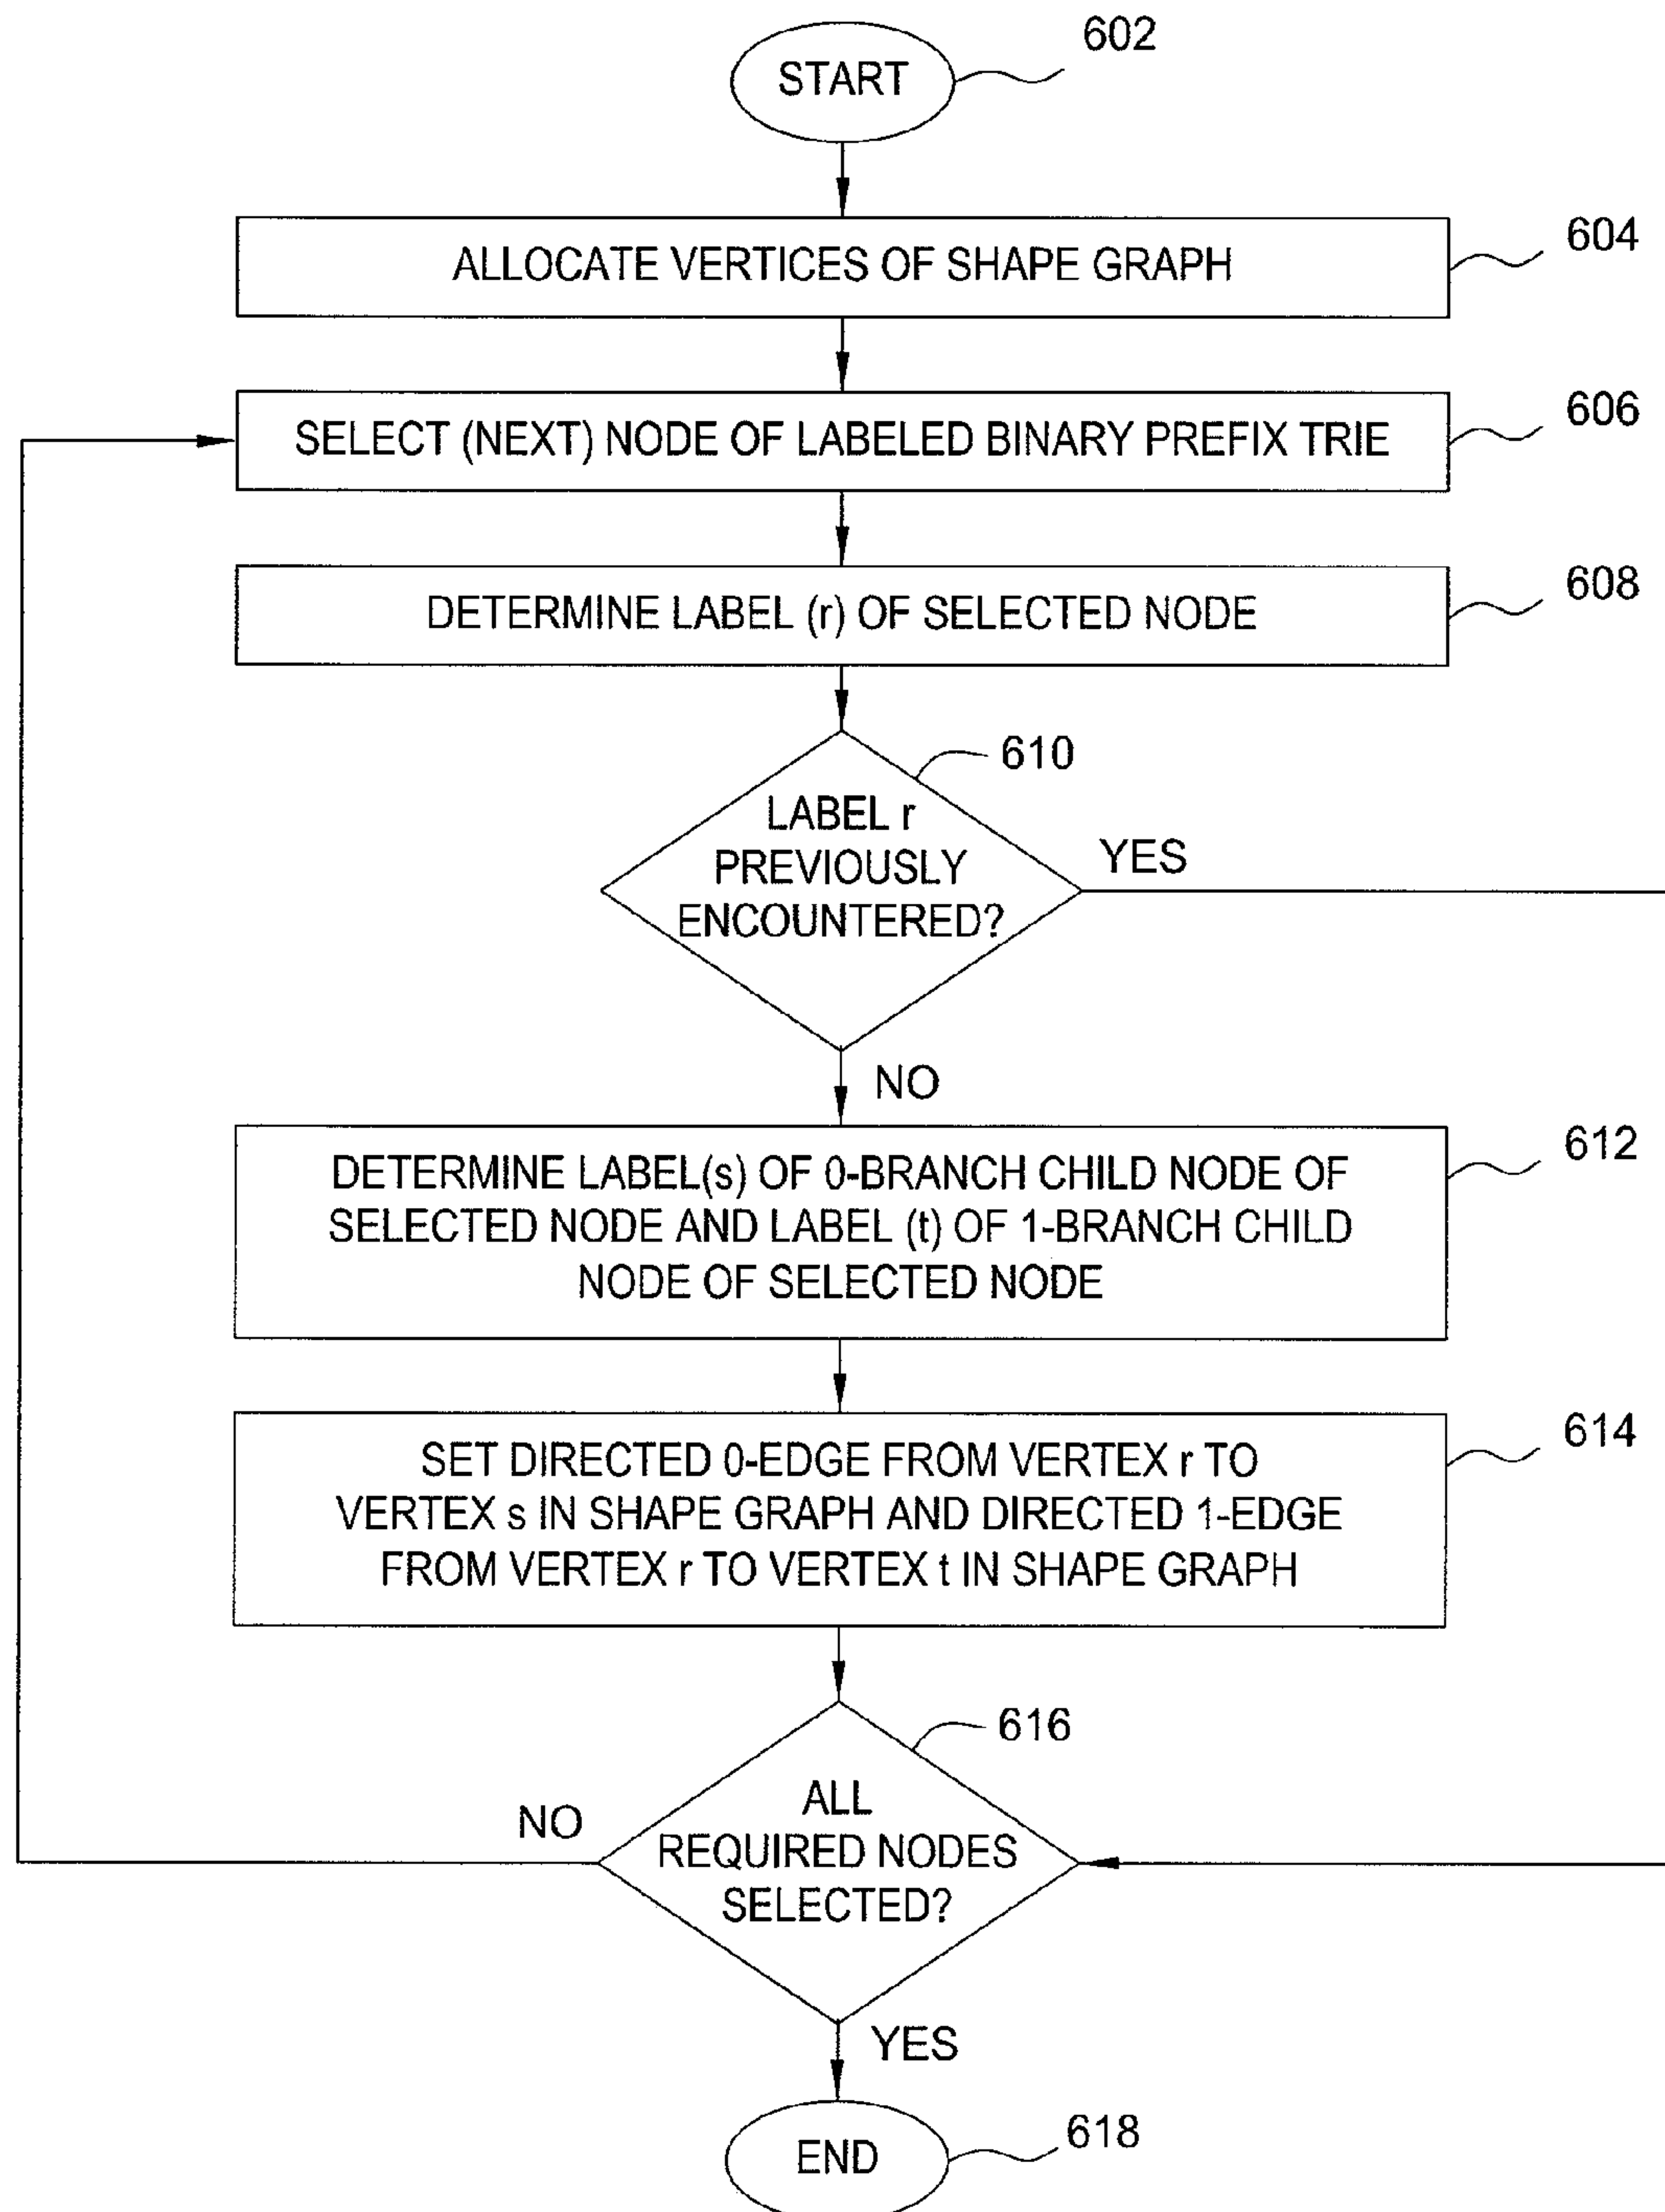 START
602
ALLOCATE VERTICES OF SHAPE GRAPH
604
SELECT (NEXT) NODE OF LABELED BINARY PREFIX TRIE
606
DETERMINE LABEL (r) OF SELECTED NODE
608
610
LABEL r
PREVIOUSLY
ENCOUNTERED?
YES
NO
DETERMINE LABEL(s) OF 0-BRANCH CHILD NODE OF
SELECTED NODE AND LABEL (t) OF 1-BRANCH CHILD
NODE OF SELECTED NODE
612
SET DIRECTED 0-EDGE FROM VERTEX r TO
VERTEX s IN SHAPE GRAPH AND DIRECTED 1-EDGE
FROM VERTEX r TO VERTEX t IN SHAPE GRAPH
614
616
ALL
REQUIRED NODES
SELECTED?
NO
YES
END
618